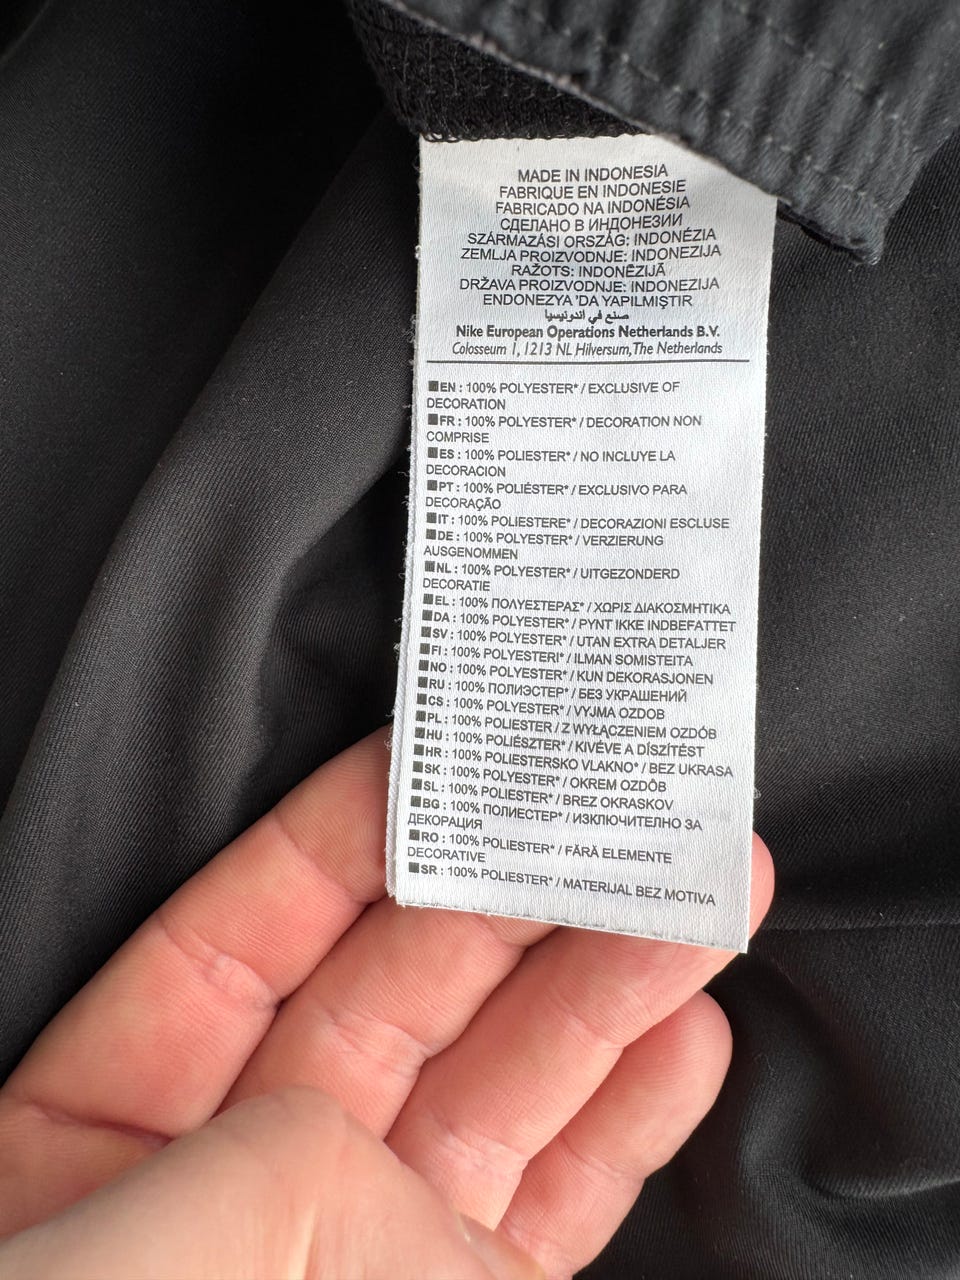 MADE IN INDONESIA
FABRIQUE EN INDONESIE
FABRICADO NA INDONÉSIA
СДЕЛАНО В ИНДОНЕЗИИ
SZÁRMAZÁSI ORSZÁG: INDONÉZIA
ZEMLJA PROIZVODNJE: INDONEZIJA
RAŽOTS: INDONĒZIJĀ
DRŽAVA PROIZVODNJE: INDONEZIJA
ENDONEZYA 'DA YAPILMIŞTIR
صنع في اندونيسيا
Nike European Operations Netherlands B.V.
Colosseum 1, 1213 NL Hilversum, The Netherlands
EN : 100% POLYESTER* / EXCLUSIVE OF
DECORATION
FR : 100% POLYESTER* / DECORATION NON
COMPRISE
ES : 100% POLIESTER* / NO INCLUYE LA
DECORACION
PT : 100% POLIÉSTER* / EXCLUSIVO PARA
DECORAÇÃO
IT : 100% POLIESTERE* / DECORAZIONI ESCLUSE
DE : 100% POLYESTER* / VERZIERUNG
AUSGENOMMEN
NL : 100% POLYESTER* / UITGEZONDERD
DECORATIE
EL : 100% ΠΟΛΥΕΣΤΕΡΑΣ* / ΧΩΡΙΣ ΔΙΑΚΟΣΜΗΤΙΚΑ
DA : 100% POLYESTER* / PYNT IKKE INDBEFATTET
SV : 100% POLYESTER* / UTAN EXTRA DETALJER
FI : 100% POLYESTERI* / ILMAN SOMISTEITA
NO : 100% POLYESTER* / KUN DEKORASJONEN
RU : 100% ПОЛИЭСТЕР* / БЕЗ УКРАШЕНИЙ
CS : 100% POLYESTER* / VYJMA OZDOB
PL : 100% POLIESTER / Z WYŁĄCZENIEM OZDÓB
HU : 100% POLIÉSZTER* / KIVÉVE A DÍSZÍTÉST
HR : 100% POLIESTERSKO VLAKNO* / BEZ UKRASA
SK : 100% POLYESTER* / OKREM OZDÔB
SL : 100% POLIESTER* / BREZ OKRASKOV
BG : 100% ПОЛИЕСТЕР* / ИЗКЛЮЧИТЕЛНО ЗА
ДЕКОРАЦИЯ
RO : 100% POLIESTER* / FĂRĂ ELEMENTE
DECORATIVE
SR : 100% POLIESTER* / MATERIJAL BEZ MOTIVA